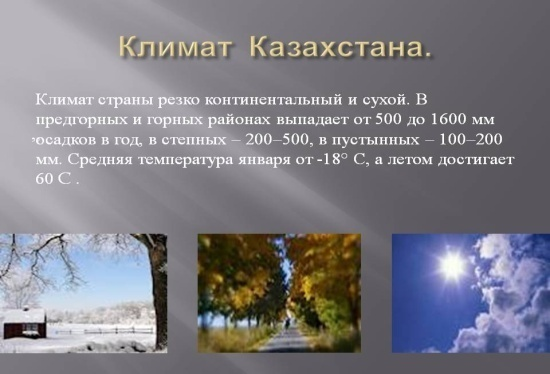 Климат Казахстана.
Климат страны резко континентальный и сухой. В
предгорных и горных районах выпадает от 500 до 1600 мм
осадков в год, в степных – 200–500, в пустынных – 100–200
мм. Средняя температура января от -18° С, а летом достигает
60 С .